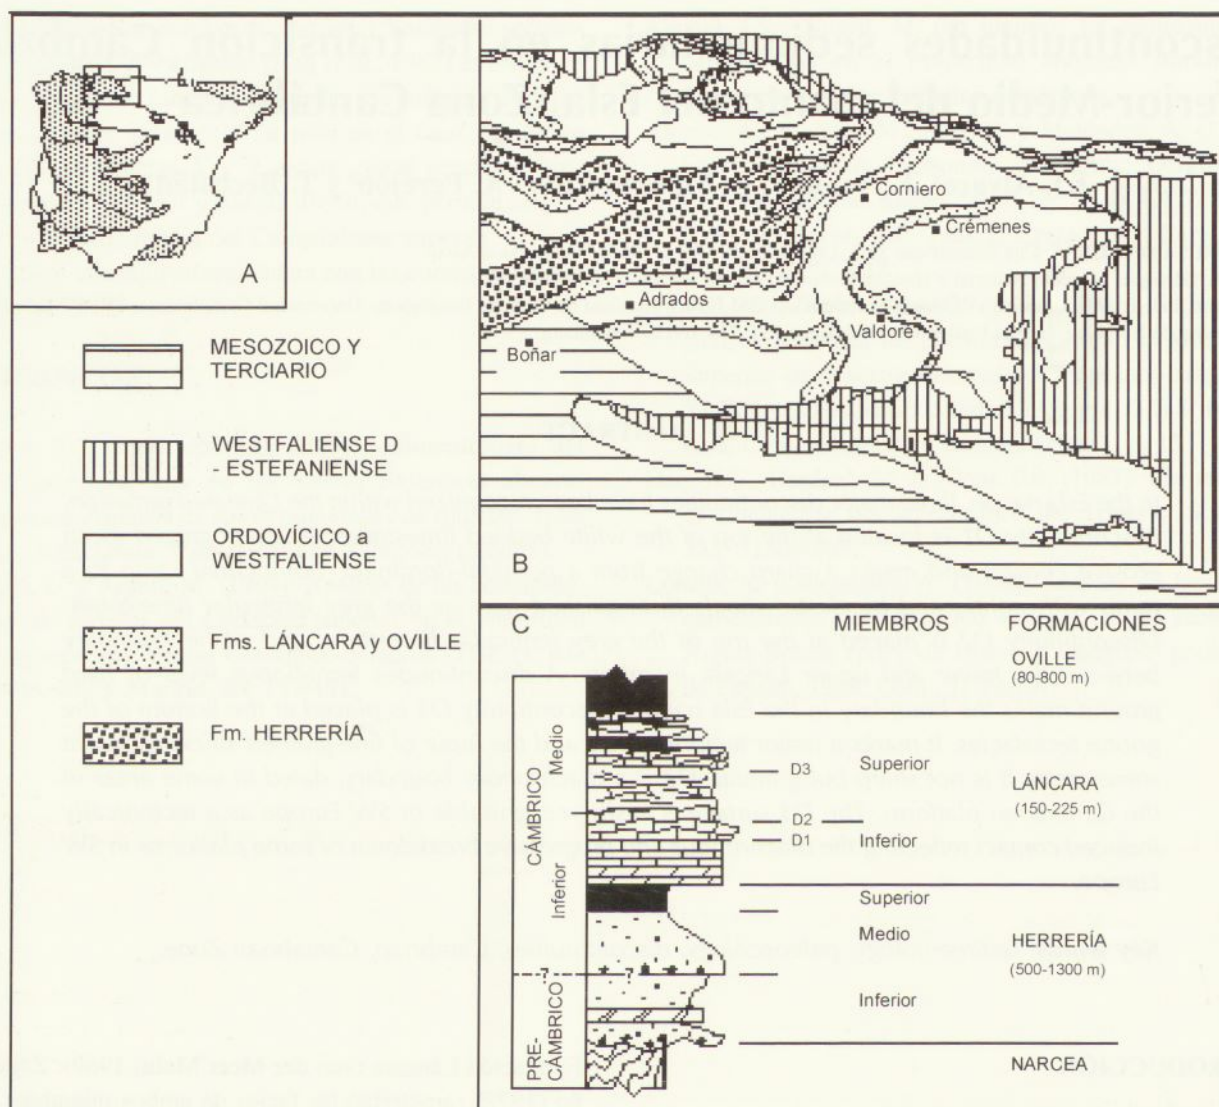 A
MESOZOICO Y
TERCIARIO
WESTFALIENSE D
- ESTEFANIENSE
ORDOVÍCICO a
WESTFALIENSE
Fms. LÁNCARA y OVILLE
Fm. HERRERÍA
Corniero
Crémenes
Adrados
Valdoré
Boñar
B
C
MIEMBROS FORMACIONES
OVILLE
(80-800 m)
CÁMBRICO
Medio
Superior
D3
LÁNCARA
(150-225 m)
D2
D1
Inferior
Inferior
Superior
Medio
HERRERÍA
(500-1300 m)
Inferior
PRE-
CÁMBRICO
NARCEA